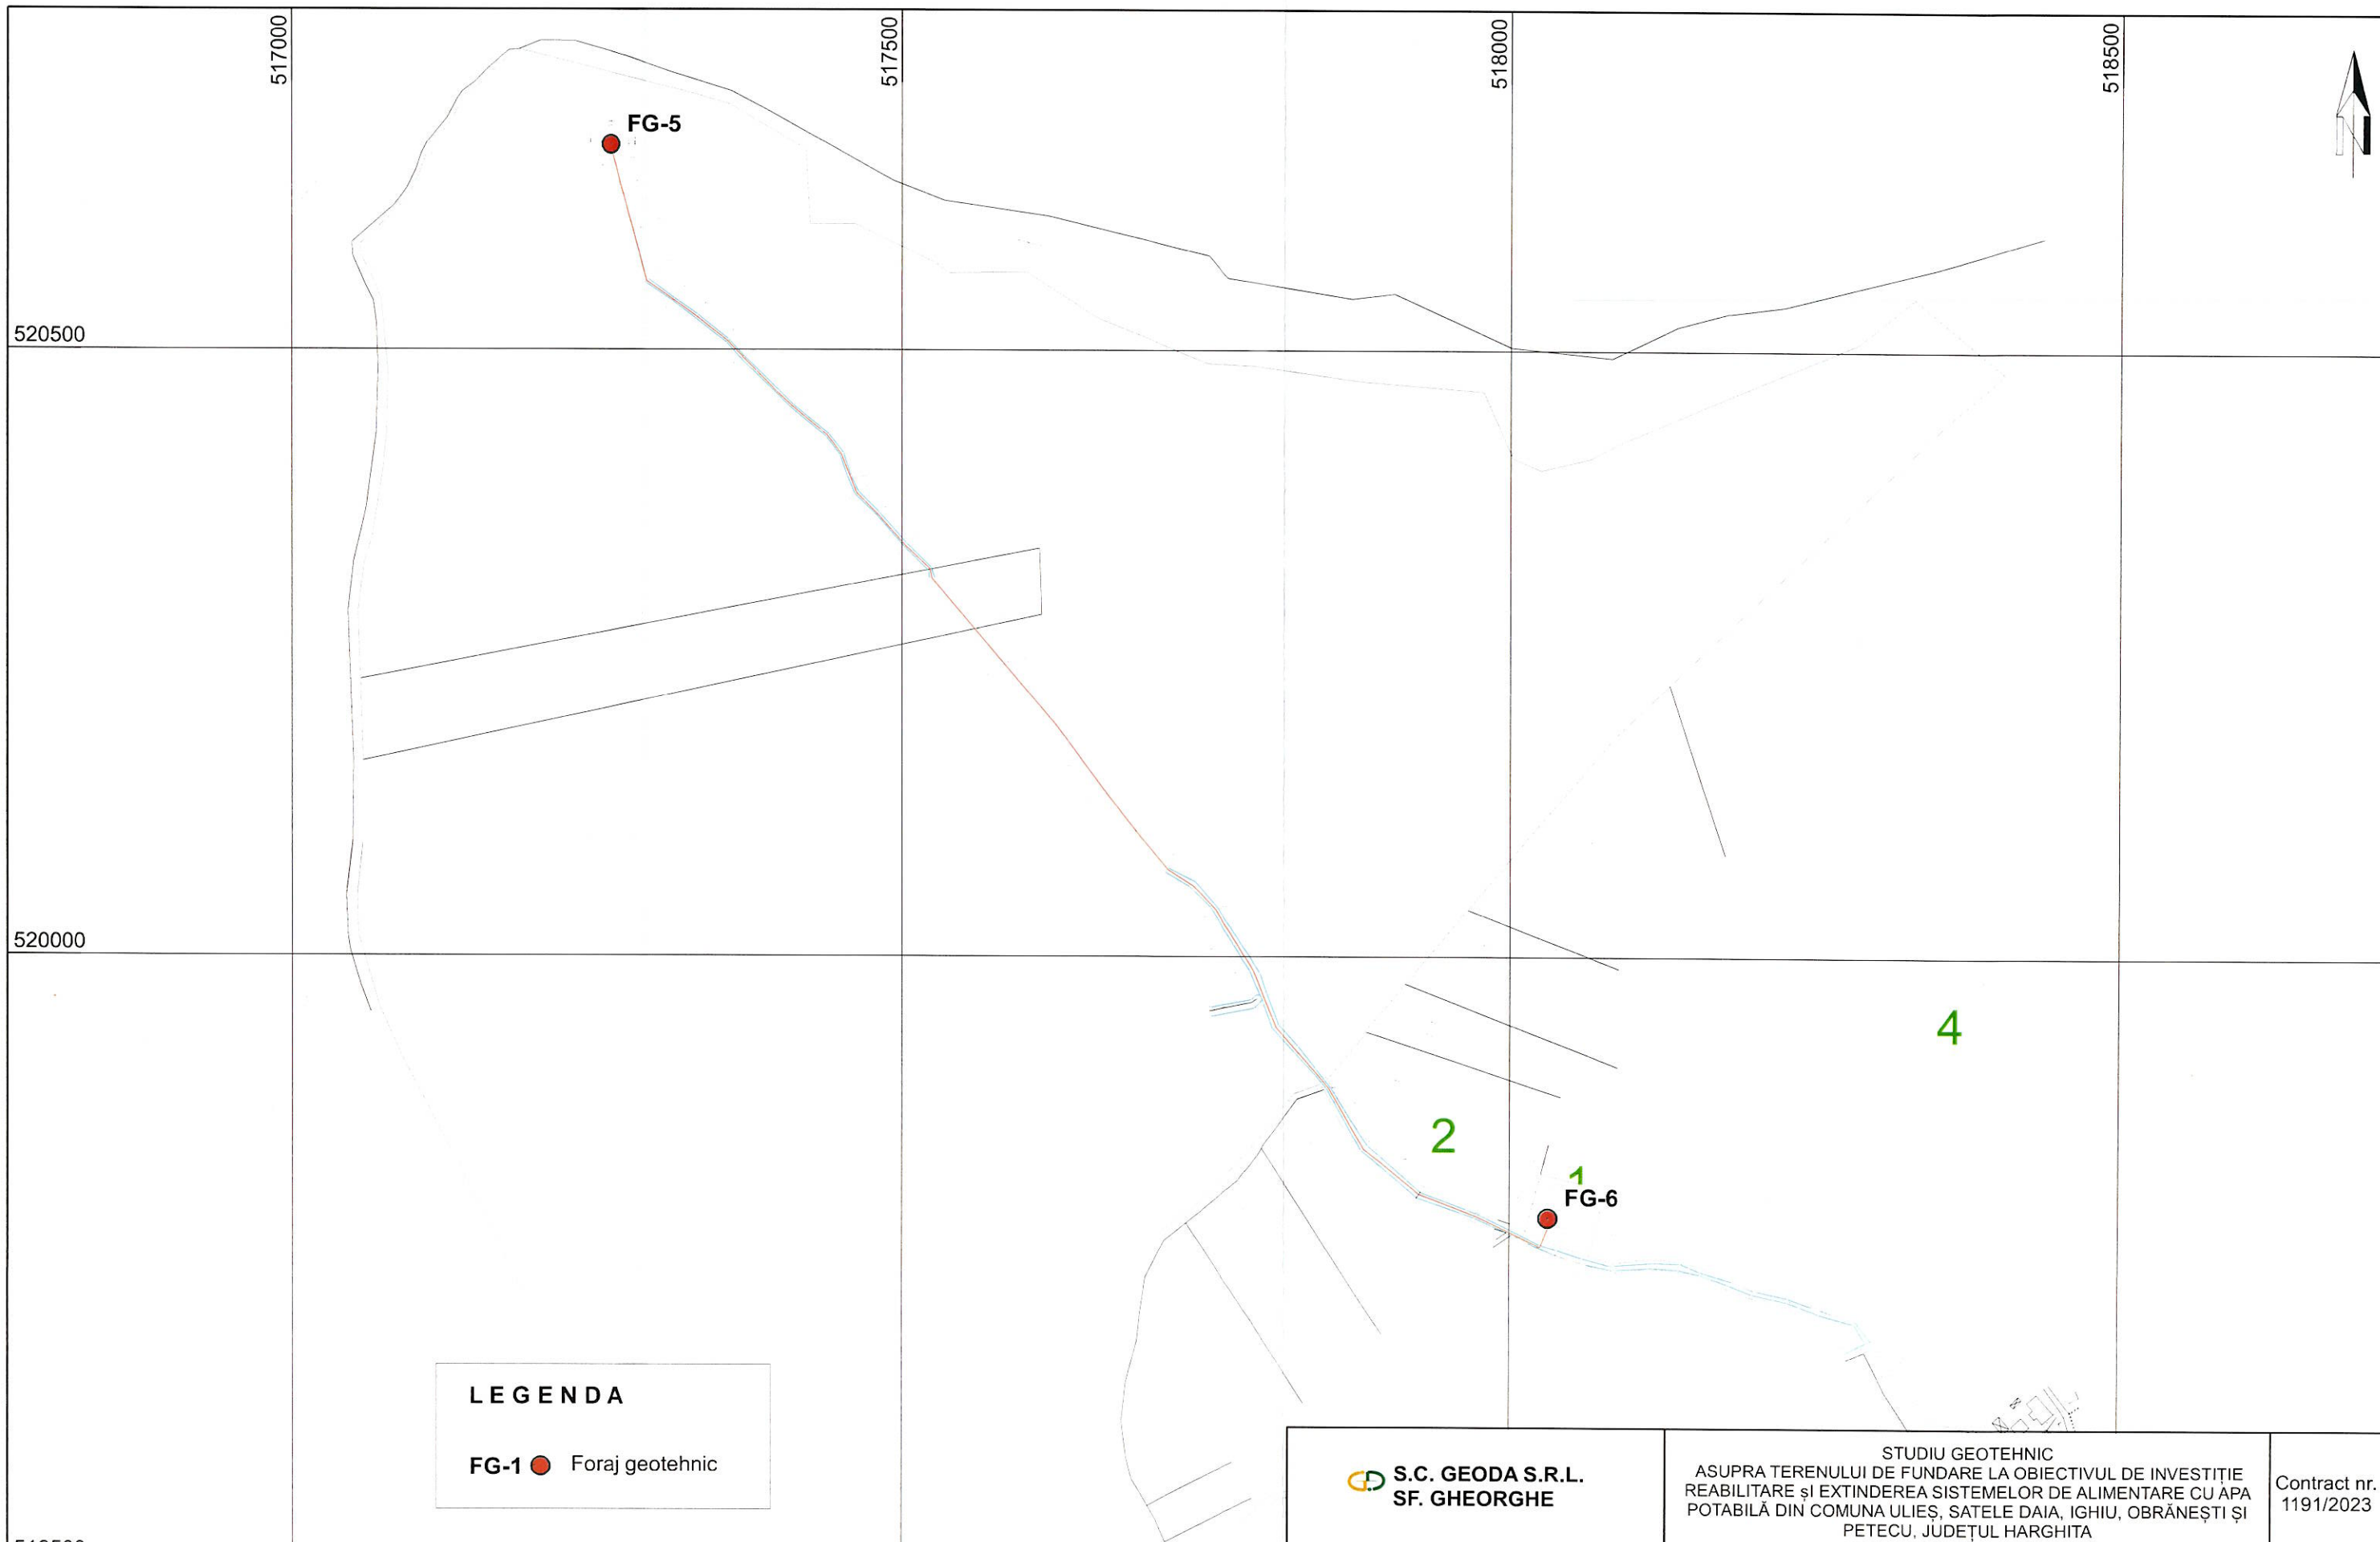 517000
517500
518000
518500
FG-5
520500
520000
4
2
1
FG-6
LEGENDA
FG-1 Foraj geotehnic
S.C. GEODA S.R.L.
SF. GHEORGHE
STUDIU GEOTEHNIC
ASUPRA TERENULUI DE FUNDARE LA OBIECTIVUL DE INVESTIȚIE
REABILITARE șI EXTINDEREA SISTEMELOR DE ALIMENTARE CU APA
POTABILĂ DIN COMUNA ULIEȘ, SATELE DAIA, IGHIU, OBRĂNEȘTI ȘI
PETECU, JUDEȚUL HARGHITA
Contract nr.
1191/2023